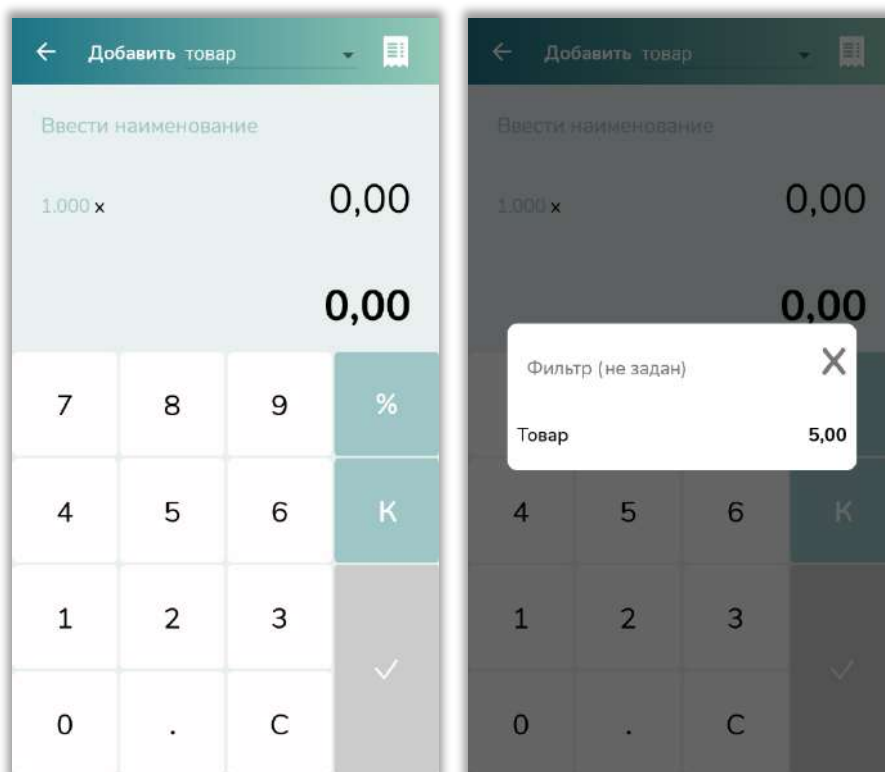 Добавить товар
Ввести наименование
1.000 x 0,00
0,00
7 8 9 %
4 5 6 К
1 2 3
0 . С
Добавить товар
Ввести наименование
1.000 x 0,00
0,00
Фильтр (не задан) X
Товар 5,00
4 5 6 К
1 2 3
0 . С